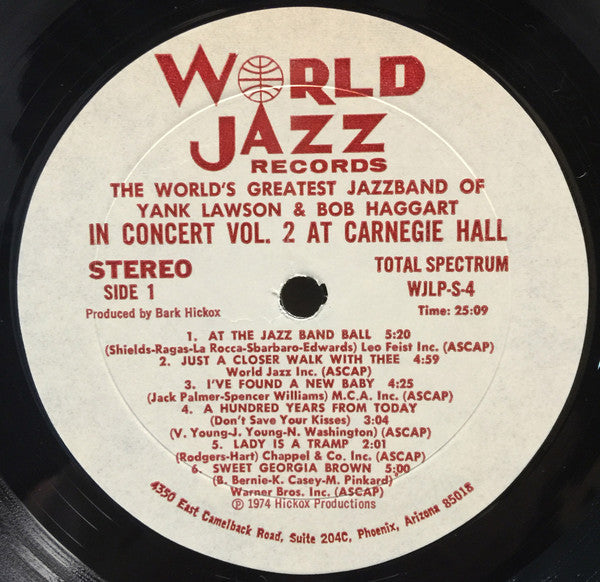 WORLD
JAZZ
RECORDS
THE WORLD'S GREATEST JAZZBAND OF
YANK LAWSON & BOB HAGGART
IN CONCERT VOL. 2 AT CARNEGIE HALL
STEREO TOTAL SPECTRUM
SIDE 1 WJLP-S-4
Produced by Bark Hickox Time: 25:09
1. AT THE JAZZ BAND BALL 5:20
(Shields-Ragas-La Rocca-Sbarbaro-Edwards) Leo Feist Inc. (ASCAP)
2. JUST A CLOSER WALK WITH THEE 4:59
World Jazz Inc. (ASCAP)
3. I'VE FOUND A NEW BABY 4:25
(Jack Palmer-Spencer Williams) M.C.A. Inc. (ASCAP)
4. A HUNDRED YEARS FROM TODAY
(Don't Save Your Kisses) 3:04
(V. Young-J. Young-N. Washington) (ASCAP)
5. LADY IS A TRAMP 2:01
(Rodgers-Hart) Chappel & Co. Inc. (ASCAP)
6. SWEET GEORGIA BROWN 5:00
(B. Bernie-K. Casey-M. Pinkard)
Warner Bros. Inc. (ASCAP)
℗ 1974 Hickox Productions
4350 East Camelback Road, Suite 204C, Phoenix, Arizona 85018